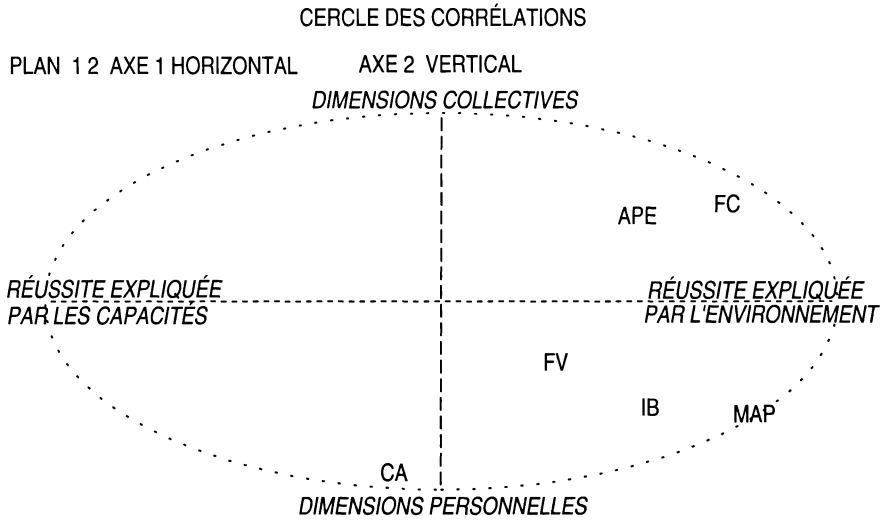 CERCLE DES CORRÉLATIONS
PLAN 1 2 AXE 1 HORIZONTAL AXE 2 VERTICAL
DIMENSIONS COLLECTIVES
APE FC
RÉUSSITE EXPLIQUÉE RÉUSSITE EXPLIQUÉE
PAR LES CAPACITÉS PAR L'ENVIRONNEMENT
FV
IB MAP
CA
DIMENSIONS PERSONNELLES